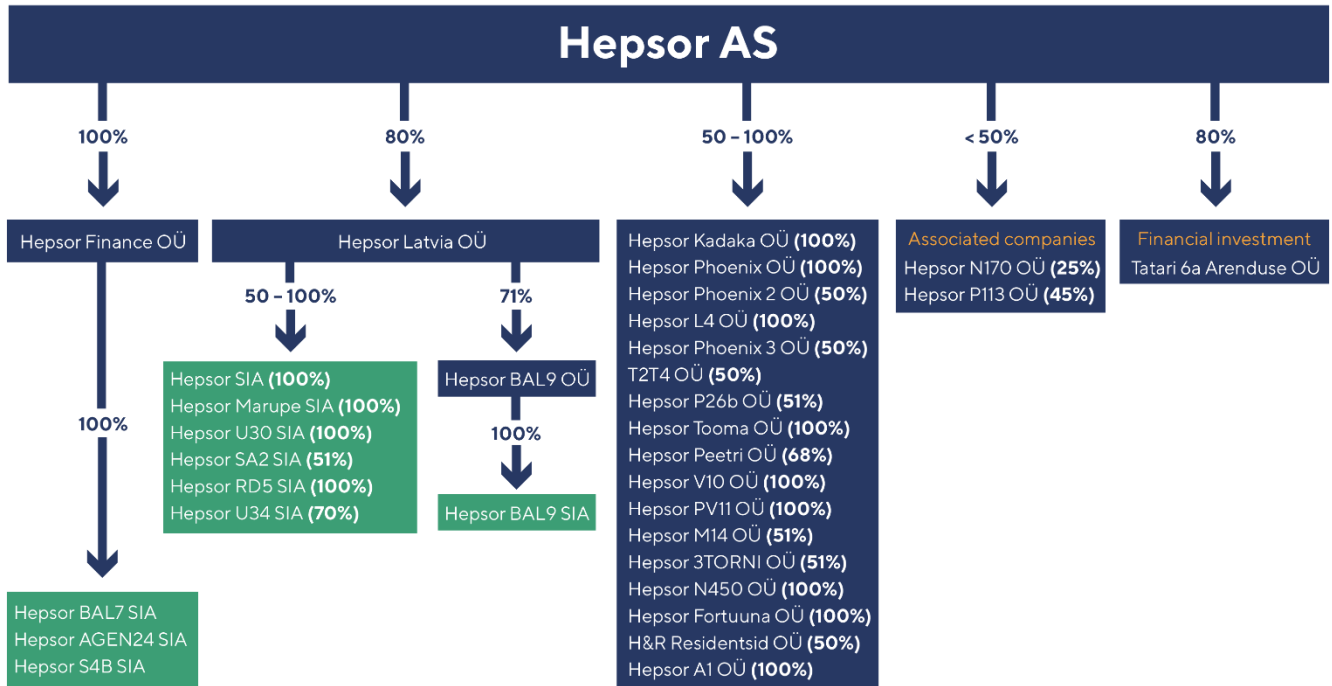 Hepsor AS
100%
80%
50 – 100%
< 50%
80%
Hepsor Finance OÜ
100%
Hepsor BAL7 SIA
Hepsor AGEN24 SIA
Hepsor S4B SIA
Hepsor Latvia OÜ
50 – 100%
71%
Hepsor SIA (100%)
Hepsor Marupe SIA (100%)
Hepsor U30 SIA (100%)
Hepsor SA2 SIA (51%)
Hepsor RD5 SIA (100%)
Hepsor U34 SIA (70%)
Hepsor BAL9 OÜ
100%
Hepsor BAL9 SIA
Hepsor Kadaka OÜ (100%)
Hepsor Phoenix OÜ (100%)
Hepsor Phoenix 2 OÜ (50%)
Hepsor L4 OÜ (100%)
Hepsor Phoenix 3 OÜ (50%)
T2T4 OÜ (50%)
Hepsor P26b OÜ (51%)
Hepsor Tooma OÜ (100%)
Hepsor Peetri OÜ (68%)
Hepsor V10 OÜ (100%)
Hepsor PV11 OÜ (100%)
Hepsor M14 OÜ (51%)
Hepsor 3TORNI OÜ (51%)
Hepsor N450 OÜ (100%)
Hepsor Fortuuna OÜ (100%)
H&R Residentsid OÜ (50%)
Hepsor A1 OÜ (100%)
Associated companies
Hepsor N170 OÜ (25%)
Hepsor P113 OÜ (45%)
Financial investment
Tatari 6a Arenduse OÜ